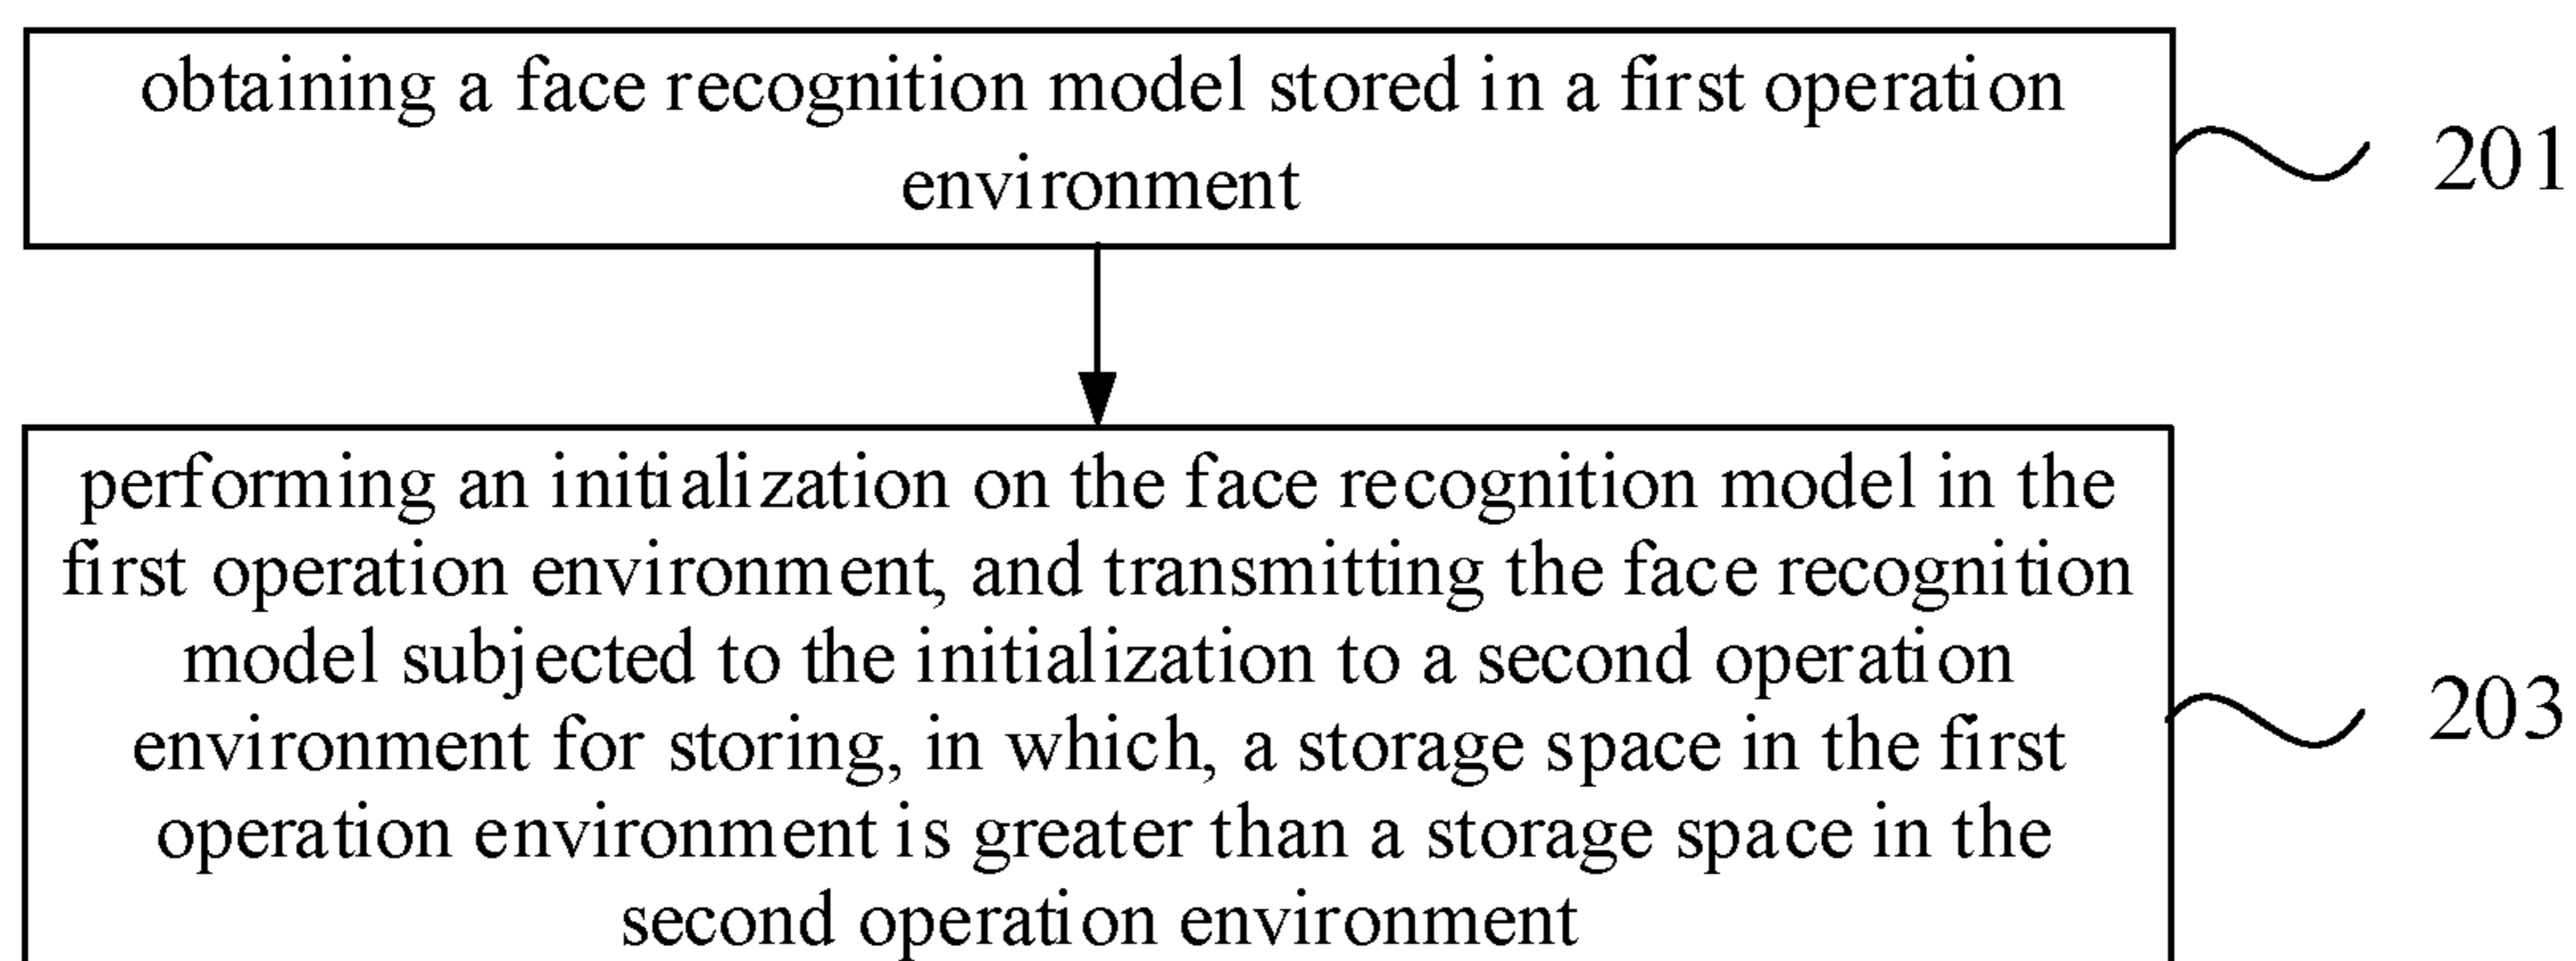 obtaining a face recognition model stored in a first operation
environment
201
performing an initialization on the face recognition model in the
first operation environment, and transmitting the face recognition
model subjected to the initialization to a second operation
environment for storing, in which, a storage space in the first
operation environment is greater than a storage space in the
second operation environment
203